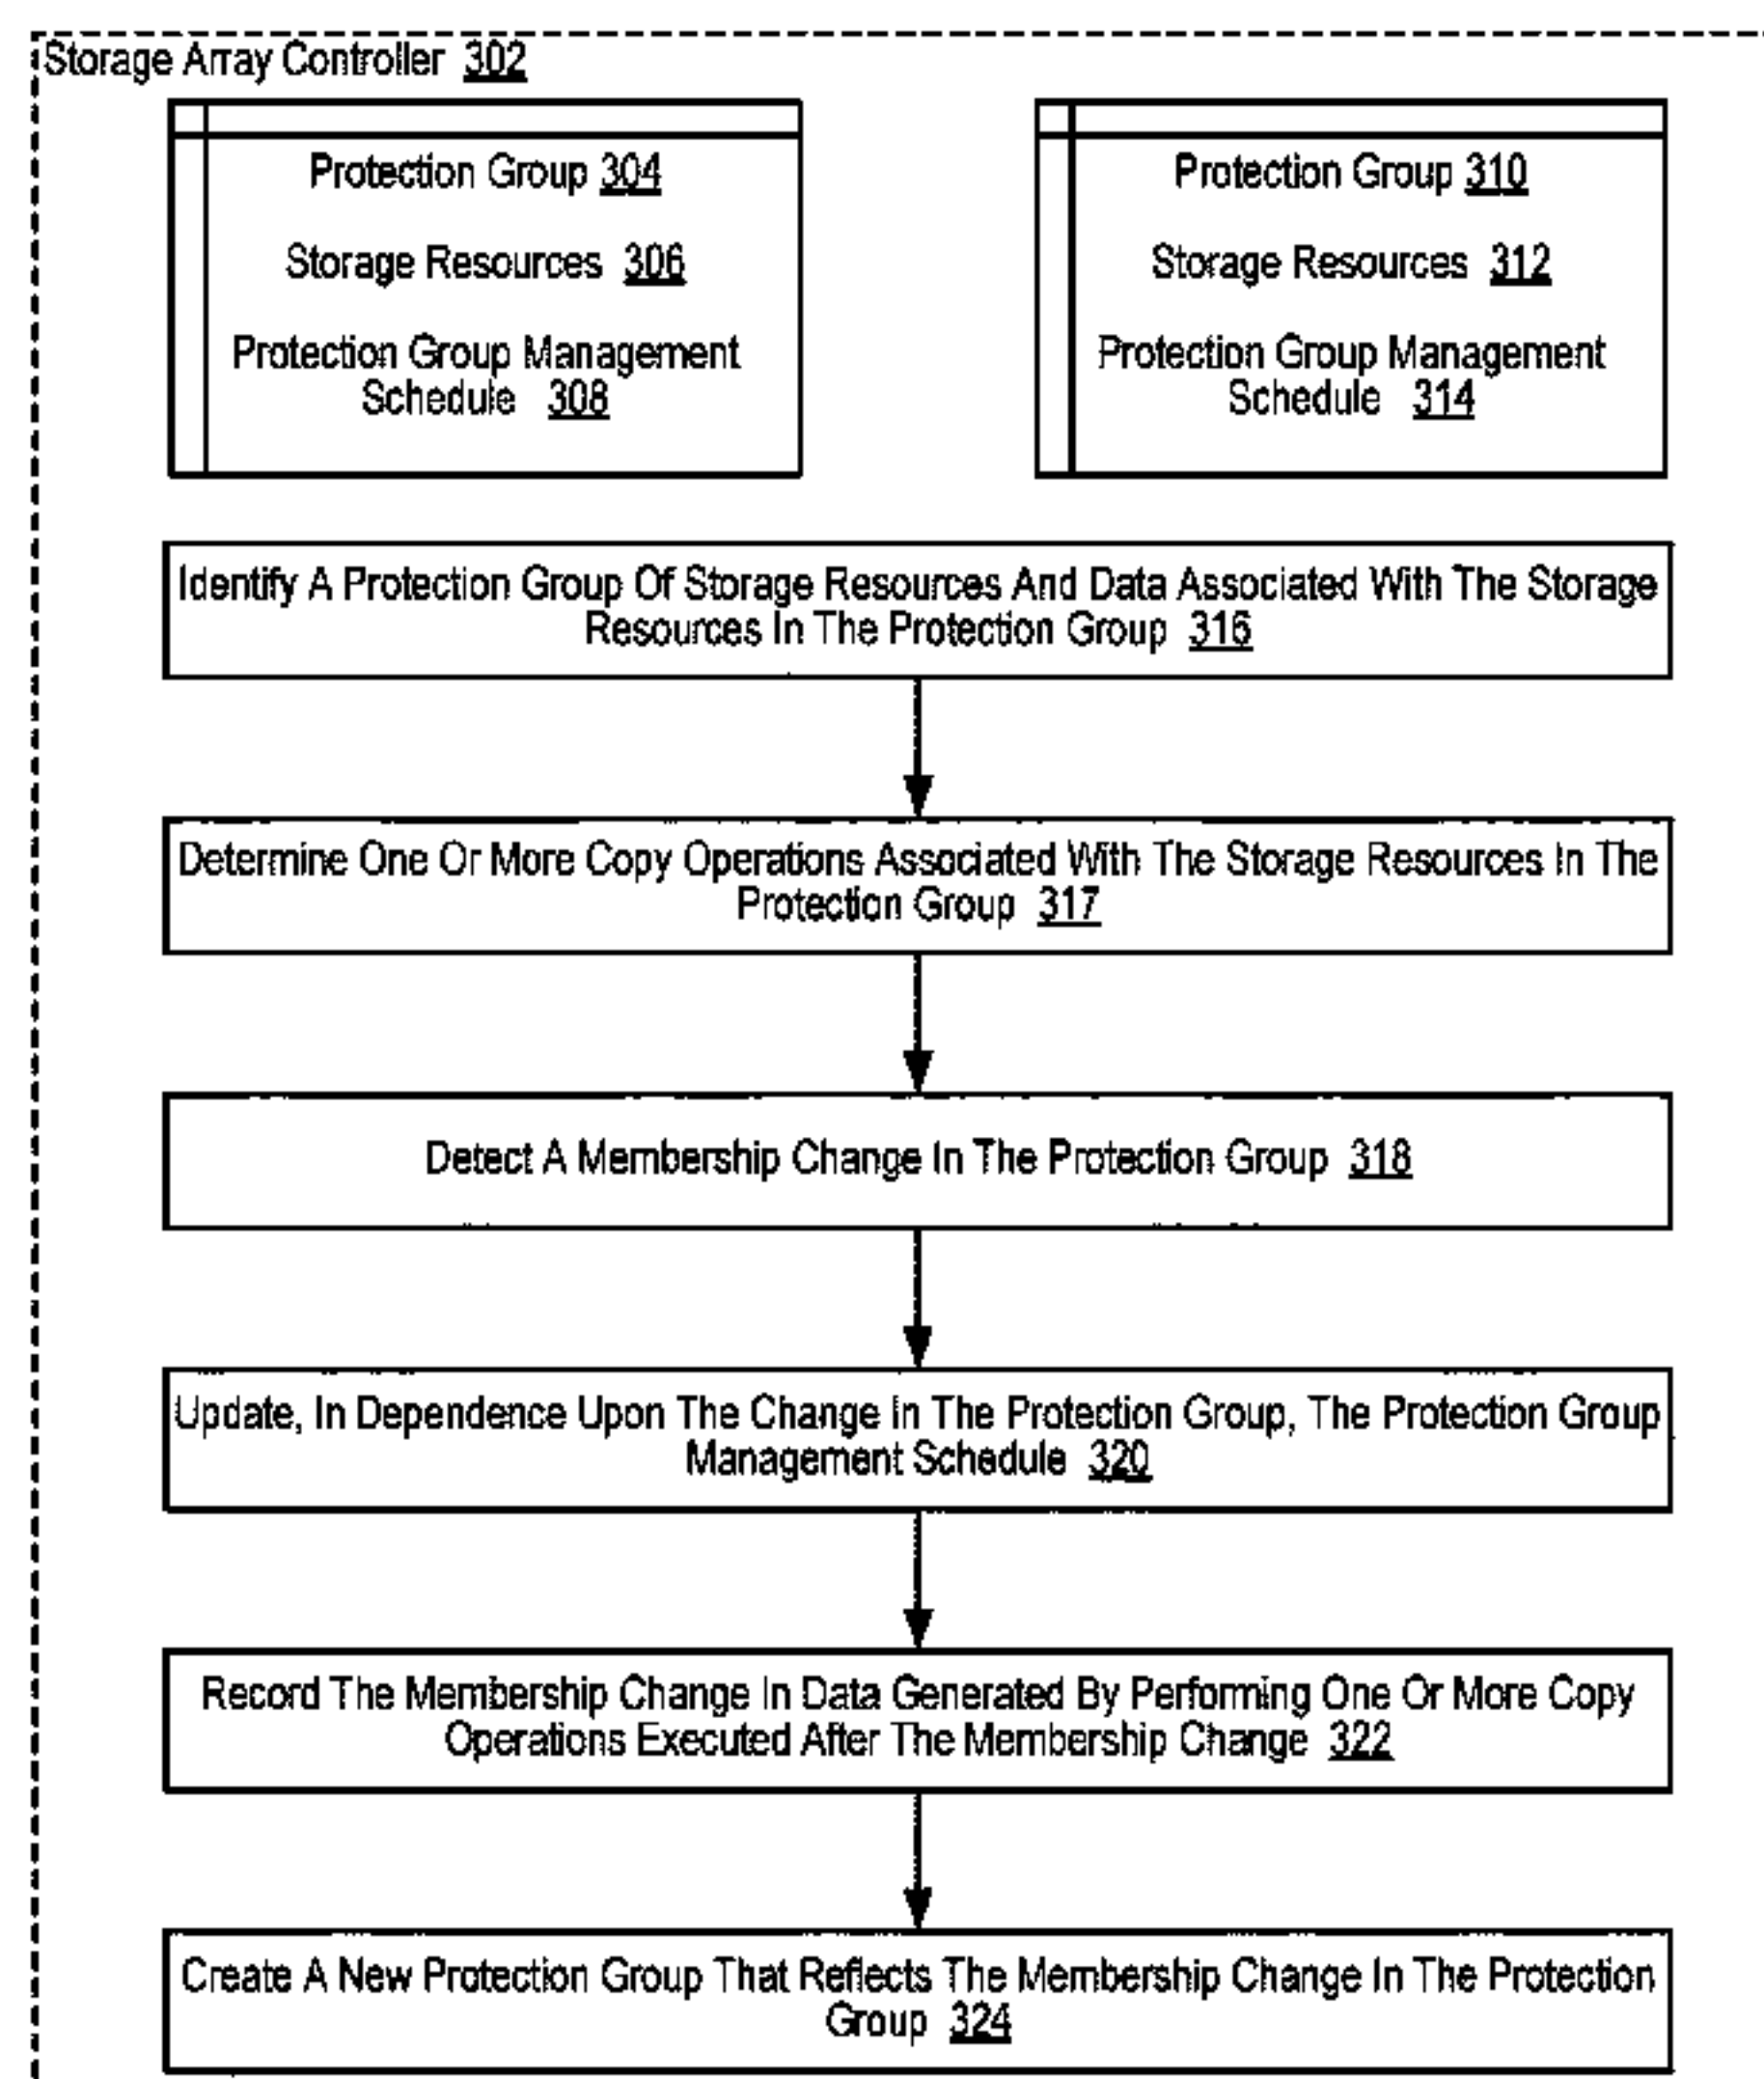 Storage Array Controller 302
Protection Group 304
Storage Resources 306
Protection Group Management
Schedule 308
Protection Group 310
Storage Resources 312
Protection Group Management
Schedule 314
Identify A Protection Group Of Storage Resources And Data Associated With The Storage
Resources In The Protection Group 316
Determine One Or More Copy Operations Associated With The Storage Resources In The
Protection Group 317
Detect A Membership Change In The Protection Group 318
Update, In Dependence Upon The Change In The Protection Group, The Protection Group
Management Schedule 320
Record The Membership Change In Data Generated By Performing One Or More Copy
Operations Executed After The Membership Change 322
Create A New Protection Group That Reflects The Membership Change In The Protection
Group 324